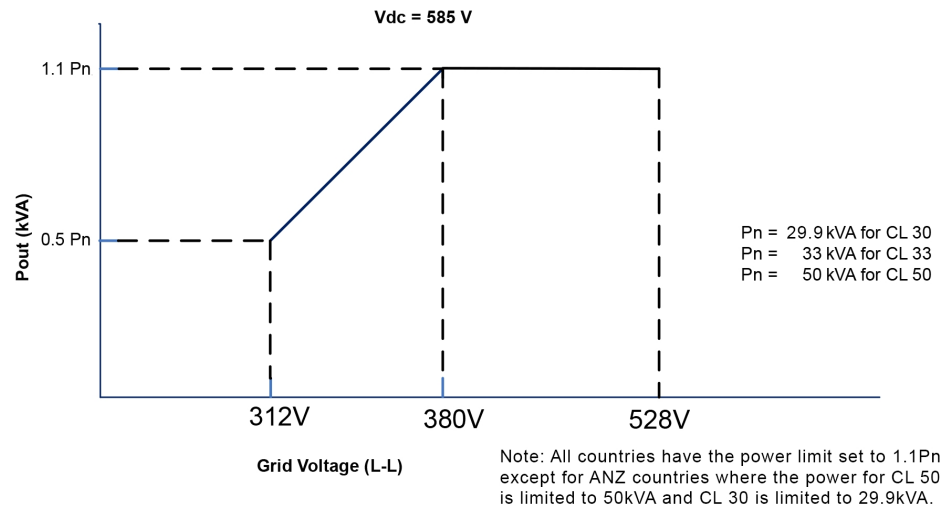 Vdc = 585 V
1.1 Pn
0.5 Pn
Pout (kVA)
Pn = 29.9 kVA for CL 30
Pn = 33 kVA for CL 33
Pn = 50 kVA for CL 50
312V
380V
528V
Grid Voltage (L-L)
Note: All countries have the power limit set to 1.1Pn
except for ANZ countries where the power for CL 50
is limited to 50kVA and CL 30 is limited to 29.9kVA.